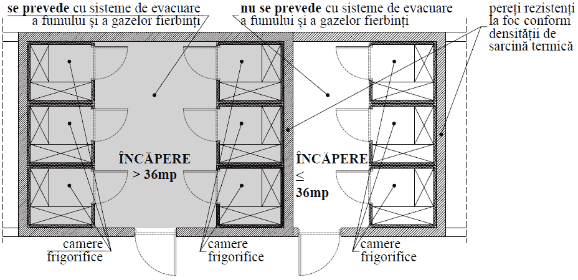 se prevede cu sisteme de evacuare
a fumului și a gazelor fierbinți
nu se prevede cu sisteme de evacuare
a fumului și a gazelor fierbinți
pereți rezistenți
la foc conform
densității de
sarcină termică
ÎNCĂPERE
> 36mp
ÎNCĂPERE
≤
36mp
camere
frigorifice
camere
frigorifice
camere
frigorifice